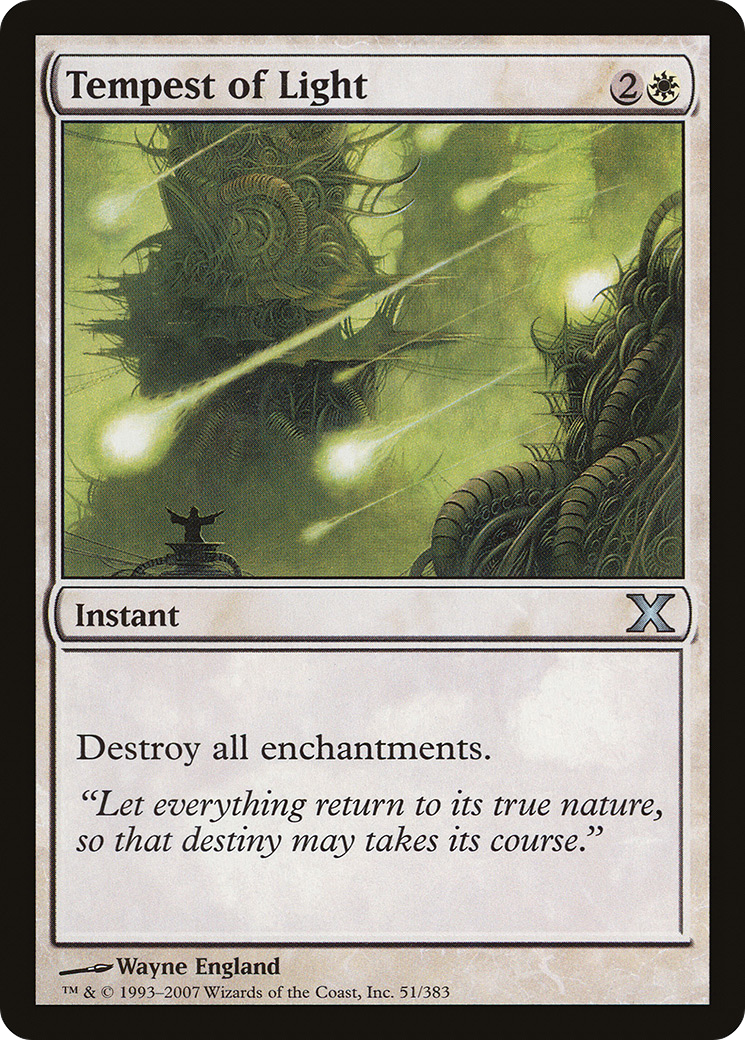 Tempest of Light 2
Instant X
Destroy all enchantments.
“Let everything return to its true nature,
so that destiny may takes its course.”
Wayne England
™ & © 1993–2007 Wizards of the Coast, Inc. 51/383